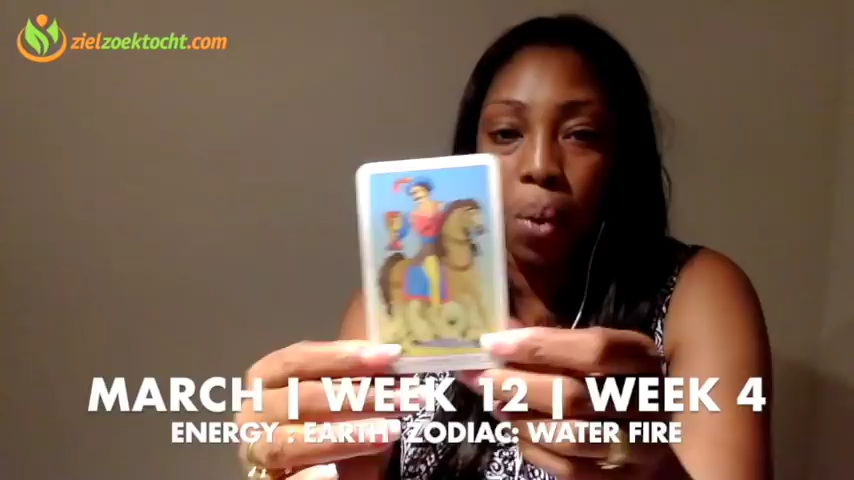 zielzoektocht.com
MARCH | WEEK 12 | WEEK 4
ENERGY : EARTH ZODIAC: WATER FIRE